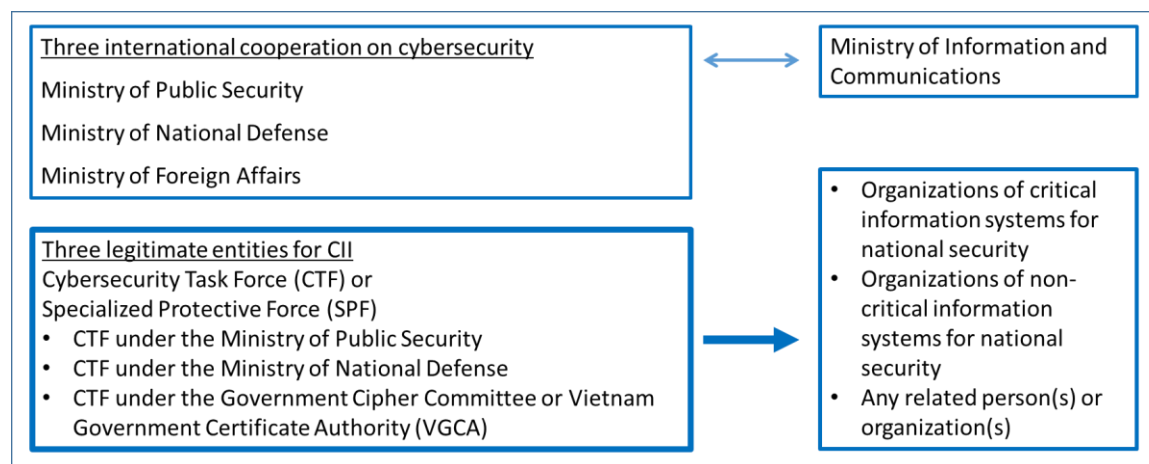 Three international cooperation on cybersecurity
Ministry of Public Security
Ministry of National Defense
Ministry of Foreign Affairs
Ministry of Information and
Communications
Three legitimate entities for CII
Cybersecurity Task Force (CTF) or
Specialized Protective Force (SPF)
• CTF under the Ministry of Public Security
• CTF under the Ministry of National Defense
• CTF under the Government Cipher Committee or Vietnam
Government Certificate Authority (VGCA)
• Organizations of critical
information systems for
national security
• Organizations of non-
critical information
systems for national
security
• Any related person(s) or
organization(s)